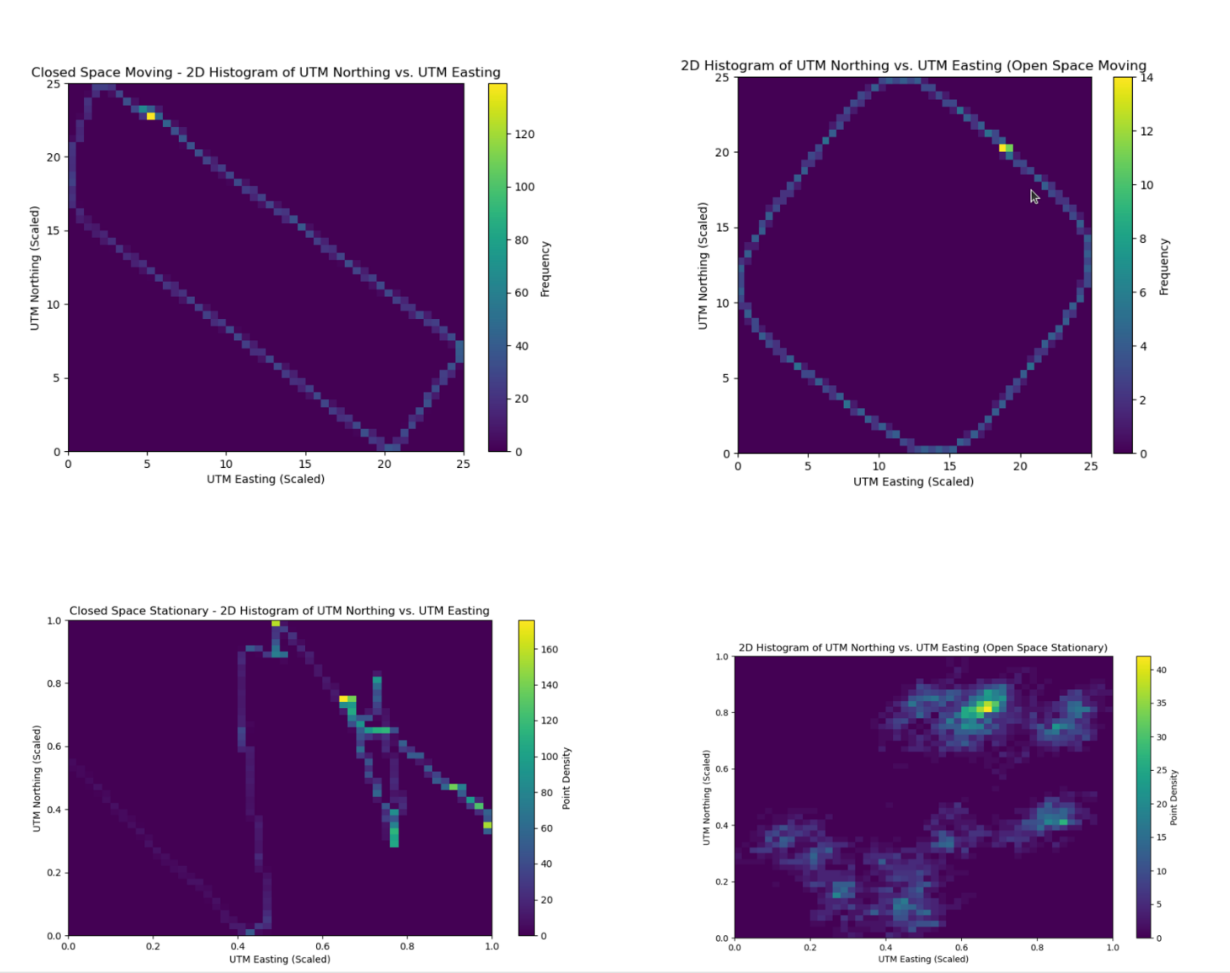 Closed Space Moving - 2D Histogram of UTM Northing vs. UTM Easting
25
20
15
10
5
0
UTM Northing (Scaled)
0 5 10 15 20 25
UTM Easting (Scaled)
120
100
80
60
40
20
0
Frequency
2D Histogram of UTM Northing vs. UTM Easting (Open Space Moving
25
20
15
10
5
0
UTM Northing (Scaled)
0 5 10 15 20 25
UTM Easting (Scaled)
14
12
10
8
6
4
2
0
Frequency
Closed Space Stationary - 2D Histogram of UTM Northing vs. UTM Easting
1.0
0.8
0.6
0.4
0.2
0.0
UTM Northing (Scaled)
0.0 0.2 0.4 0.6 0.8 1.0
UTM Easting (Scaled)
160
140
120
100
80
60
40
20
0
Point Density
2D Histogram of UTM Northing vs. UTM Easting (Open Space Stationary)
1.0
0.8
0.6
0.4
0.2
0.0
UTM Northing (Scaled)
0.0 0.2 0.4 0.6 0.8 1.0
UTM Easting (Scaled)
40
35
30
25
20
15
10
5
0
Point Density